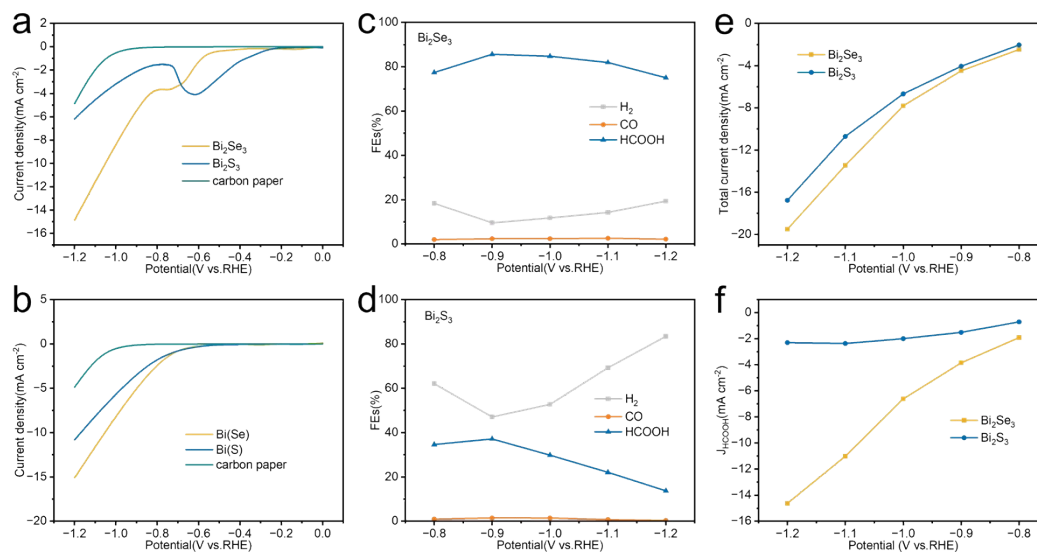 a
2
0
−2
−4
−6
−8
−10
−12
−14
−16
Current density(mA cm⁻²)
Bi₂Se₃
Bi₂S₃
carbon paper
−1.2 −1.0 −0.8 −0.6 −0.4 −0.2 0.0
Potential(V vs.RHE)
b
5
0
−5
−10
−15
−20
Current density(mA cm⁻²)
Bi(Se)
Bi(S)
carbon paper
−1.2 −1.0 −0.8 −0.6 −0.4 −0.2 0.0
Potential(V vs.RHE)
c
100
80
60
40
20
0
FEs(%)
Bi₂Se₃
H₂
CO
HCOOH
−0.8 −0.9 −1.0 −1.1 −1.2
Potential(V vs.RHE)
d
100
80
60
40
20
0
FEs(%)
Bi₂S₃
H₂
CO
HCOOH
−0.8 −0.9 −1.0 −1.1 −1.2
Potential(V vs.RHE)
e
0
−4
−8
−12
−16
−20
Total current density(mA cm⁻²)
Bi₂Se₃
Bi₂S₃
−1.2 −1.1 −1.0 −0.9 −0.8
Potential(V vs.RHE)
f
0
−2
−4
−6
−8
−10
−12
−14
−16
J_HCOOH(mA cm⁻²)
Bi₂Se₃
Bi₂S₃
−1.2 −1.1 −1.0 −0.9 −0.8
Potential(V vs.RHE)